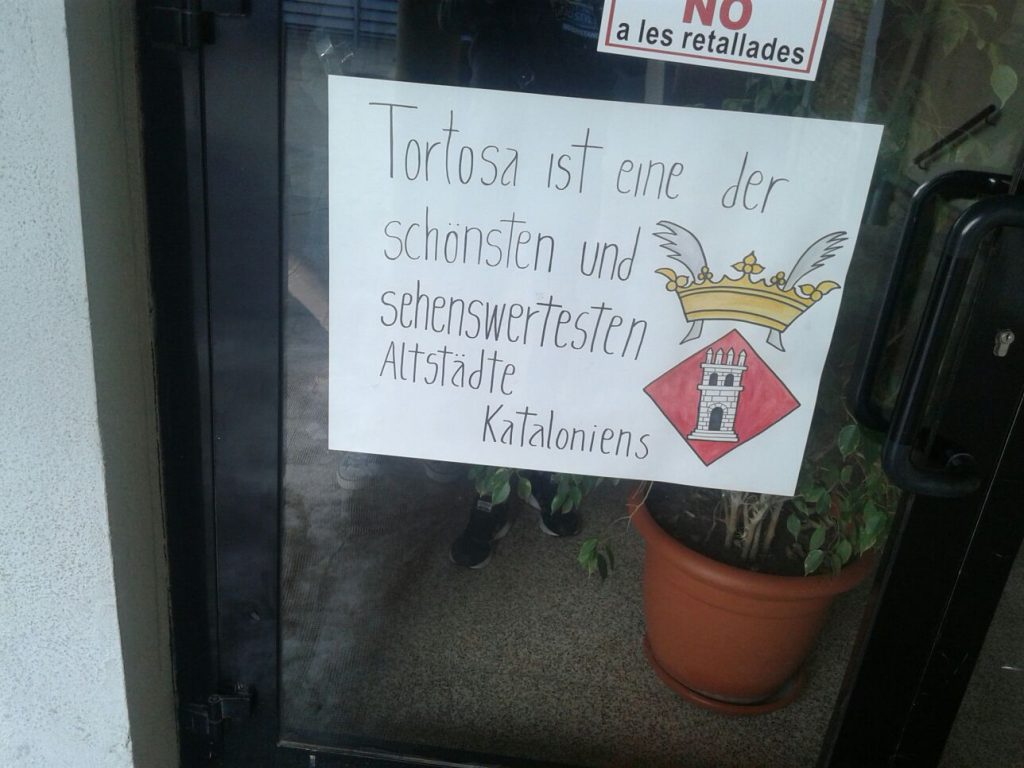 NO
a les retallades
Tortosa ist eine der
schönsten und
sehenswertesten
Altstädte
Kataloniens